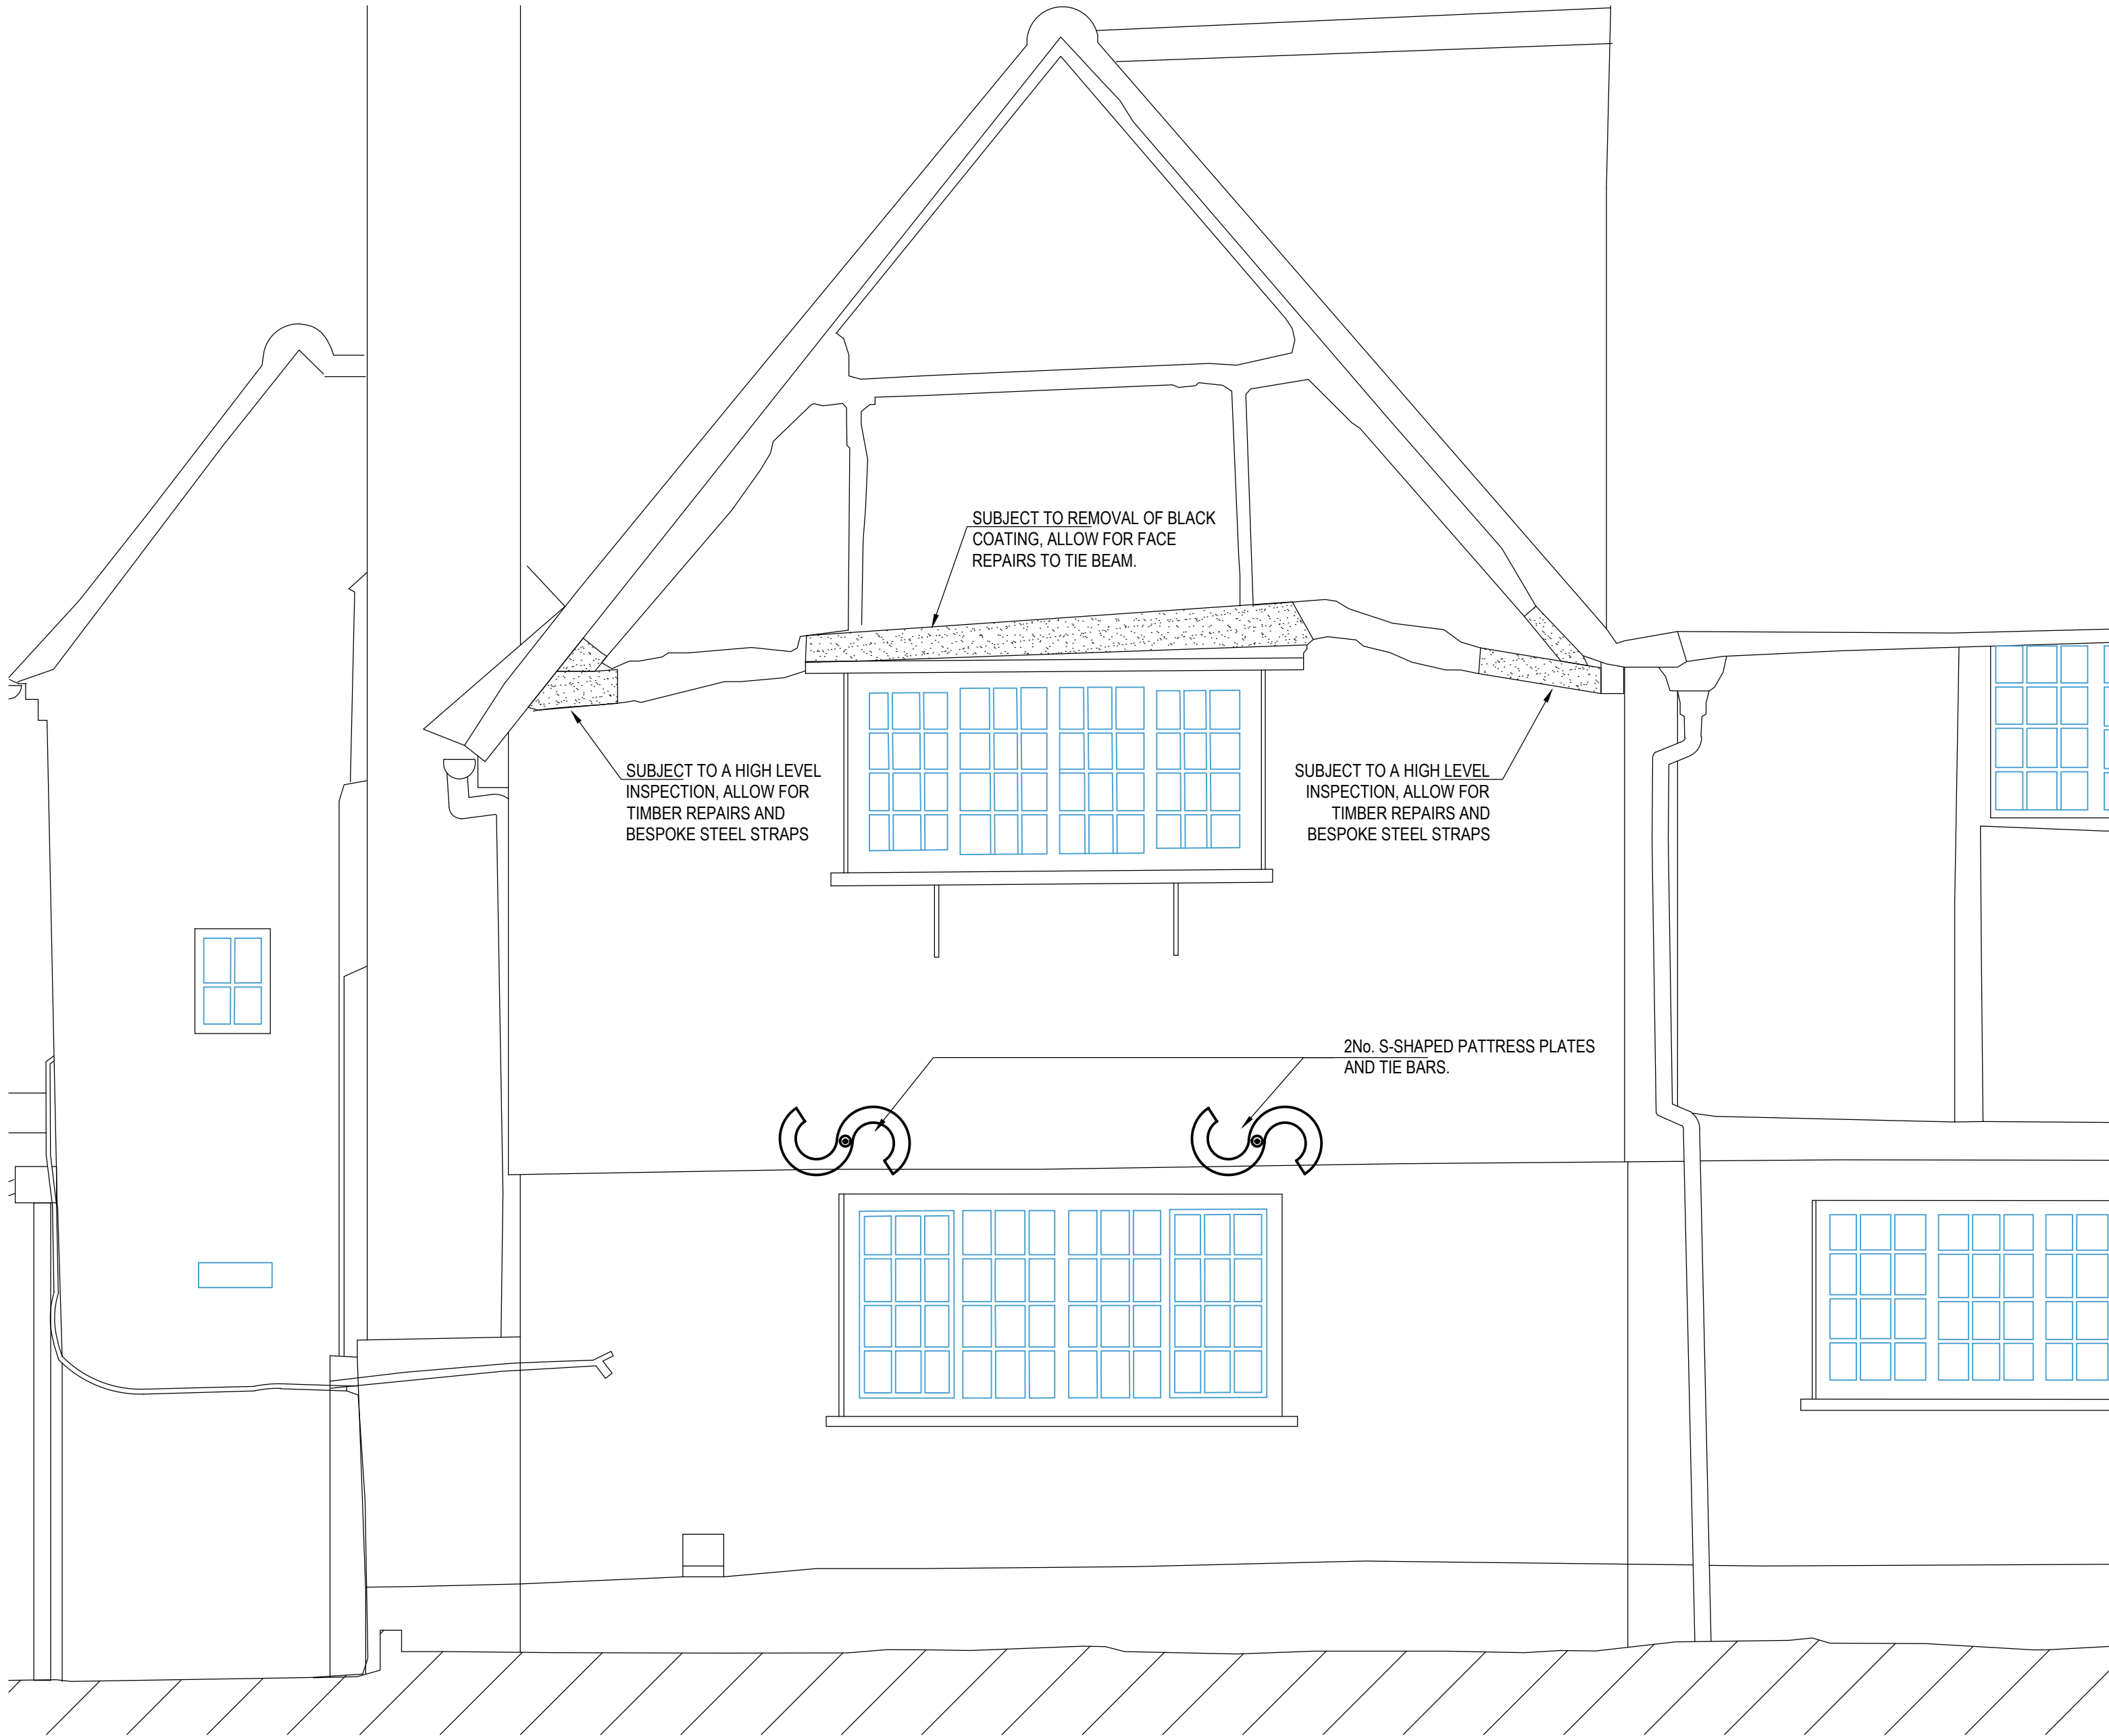 SUBJECT TO REMOVAL OF BLACK
COATING, ALLOW FOR FACE
REPAIRS TO TIE BEAM.
SUBJECT TO A HIGH LEVEL
INSPECTION, ALLOW FOR
TIMBER REPAIRS AND
BESPOKE STEEL STRAPS
SUBJECT TO A HIGH LEVEL
INSPECTION, ALLOW FOR
TIMBER REPAIRS AND
BESPOKE STEEL STRAPS
2No. S-SHAPED PATTRESS PLATES
AND TIE BARS.